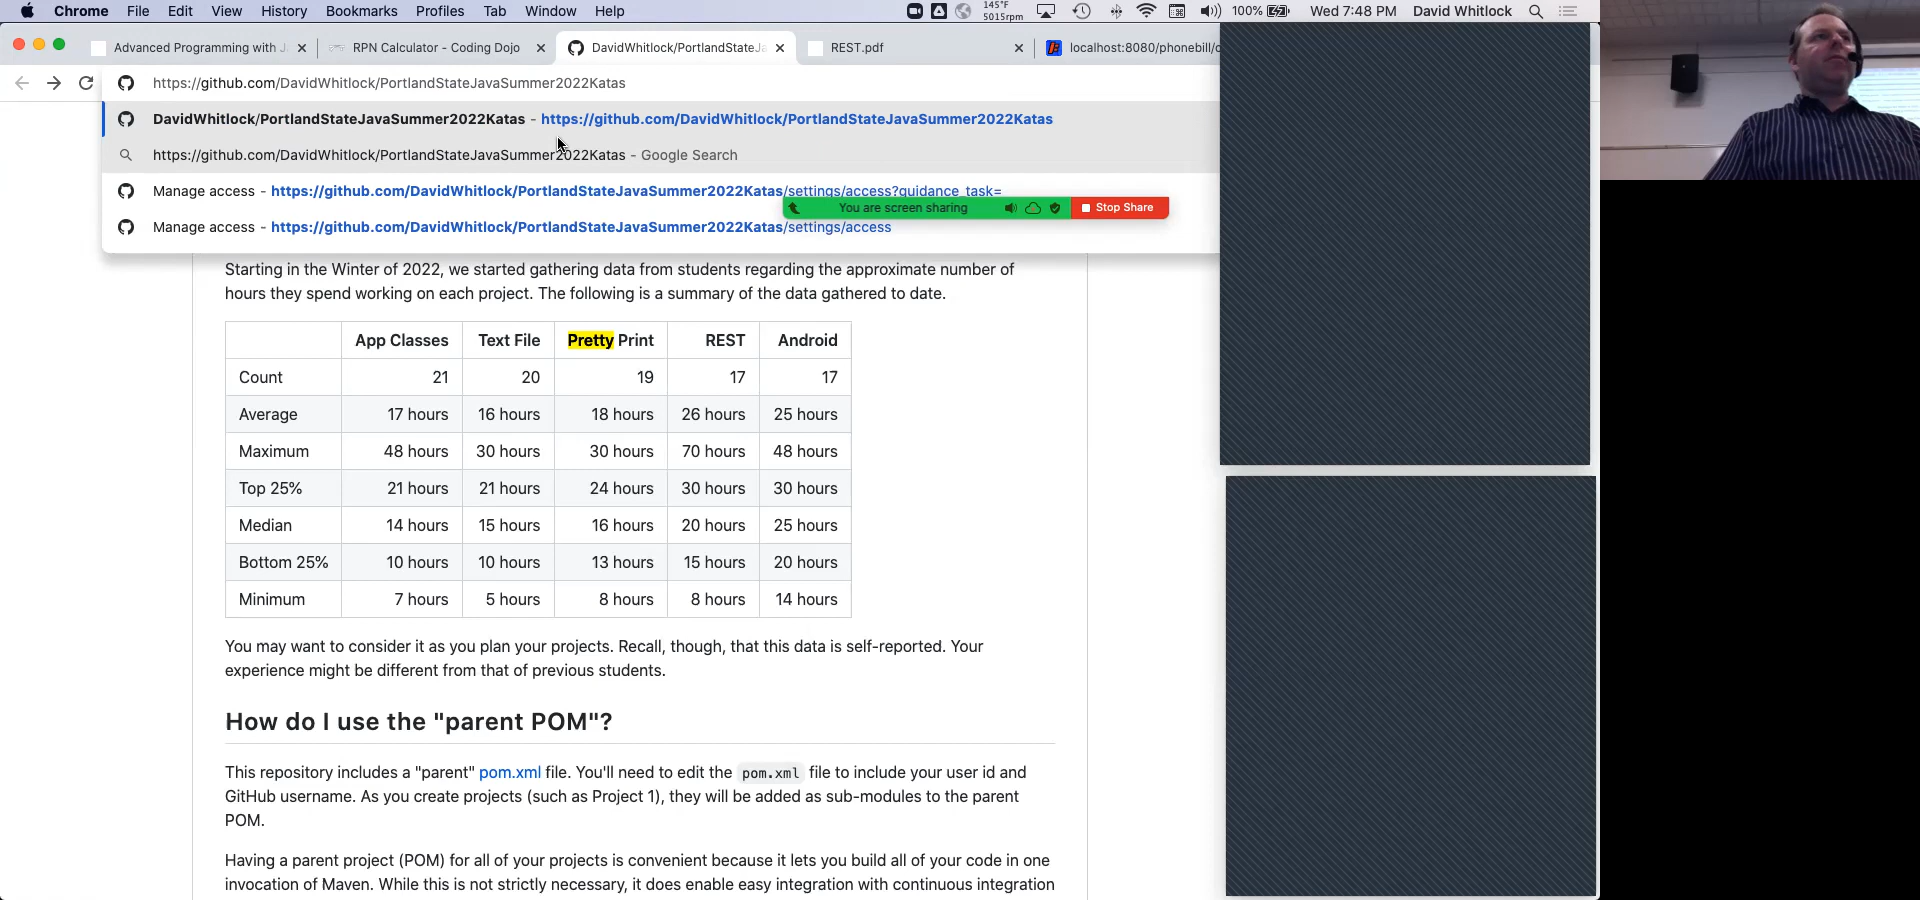 Chrome File Edit View History Bookmarks Profiles Tab Window Help 145°F 5015rpm 100% Wed 7:48 PM David Whitlock
Advanced Programming with J
RPN Calculator - Coding Dojo
DavidWhitlock/PortlandStateJa
REST.pdf
localhost:8080/phonebill/c
https://github.com/DavidWhitlock/PortlandStateJavaSummer2022Katas
DavidWhitlock/PortlandStateJavaSummer2022Katas - https://github.com/DavidWhitlock/PortlandStateJavaSummer2022Katas
https://github.com/DavidWhitlock/PortlandStateJavaSummer2022Katas - Google Search
Manage access - https://github.com/DavidWhitlock/PortlandStateJavaSummer2022Katas/settings/access?guidance_task=
You are screen sharing Stop Share
Manage access - https://github.com/DavidWhitlock/PortlandStateJavaSummer2022Katas/settings/access
Starting in the Winter of 2022, we started gathering data from students regarding the approximate number of
hours they spend working on each project. The following is a summary of the data gathered to date.
App Classes Text File Pretty Print REST Android
Count 21 20 19 17 17
Average 17 hours 16 hours 18 hours 26 hours 25 hours
Maximum 48 hours 30 hours 30 hours 70 hours 48 hours
Top 25% 21 hours 21 hours 24 hours 30 hours 30 hours
Median 14 hours 15 hours 16 hours 20 hours 25 hours
Bottom 25% 10 hours 10 hours 13 hours 15 hours 20 hours
Minimum 7 hours 5 hours 8 hours 8 hours 14 hours
You may want to consider it as you plan your projects. Recall, though, that this data is self-reported. Your
experience might be different from that of previous students.
How do I use the "parent POM"?
This repository includes a "parent" pom.xml file. You'll need to edit the pom.xml file to include your user id and
GitHub username. As you create projects (such as Project 1), they will be added as sub-modules to the parent
POM.
Having a parent project (POM) for all of your projects is convenient because it lets you build all of your code in one
invocation of Maven. While this is not strictly necessary, it does enable easy integration with continuous integration